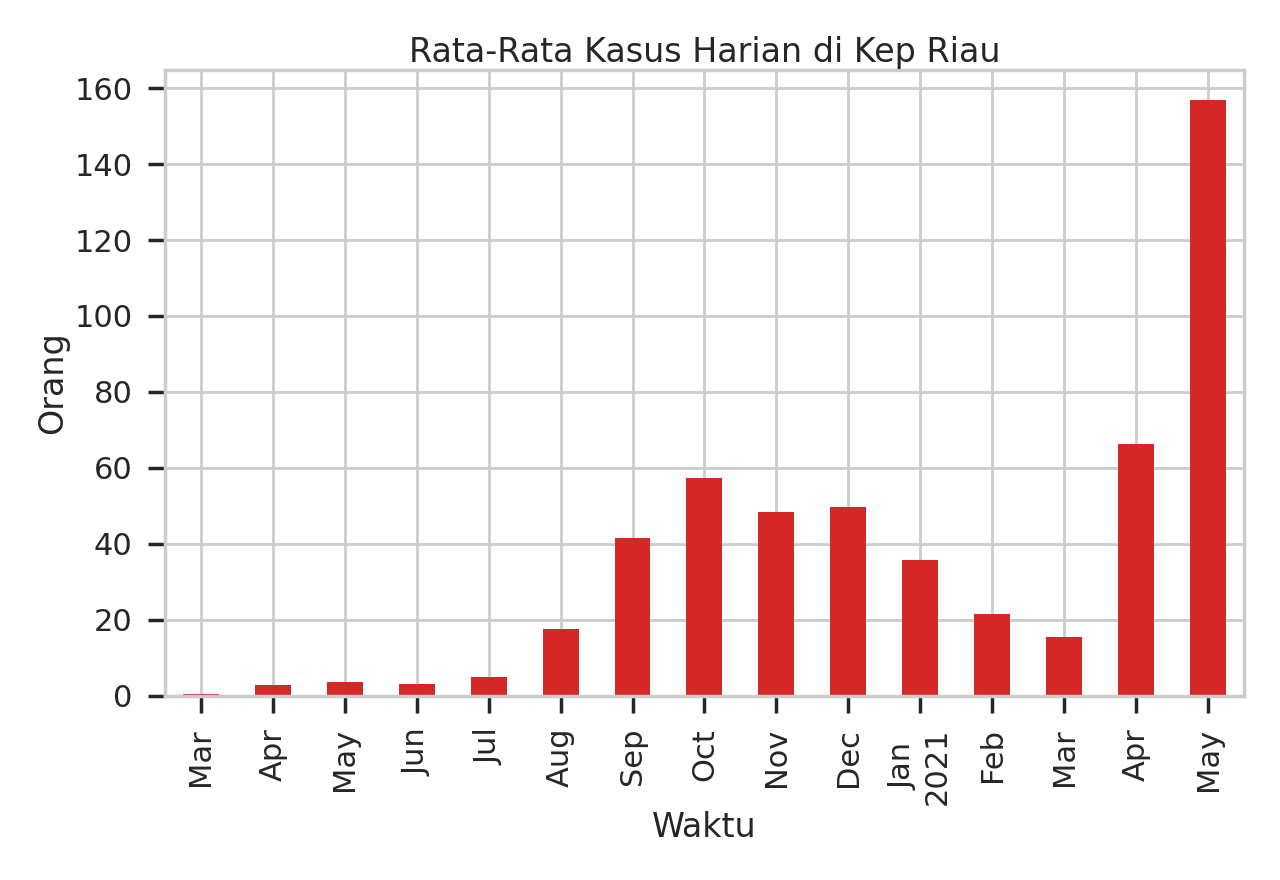 Rata-Rata Kasus Harian di Kep Riau
160
140
120
100
80
60
40
20
0
Orang
Mar
Apr
May
Jun
Jul
Aug
Sep
Oct
Nov
Dec
Jan
2021
Feb
Mar
Apr
May
Waktu